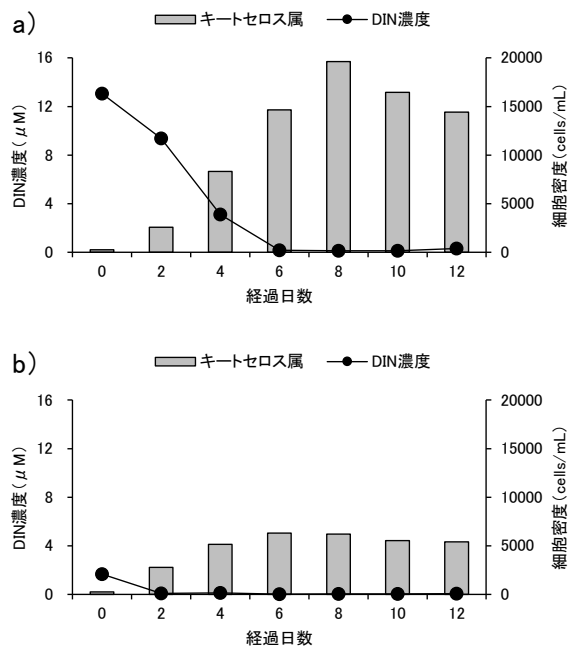 a)
キートセロス属 DIN濃度
16 20000
12 15000
8 10000
4 5000
0 0
DIN濃度(μM)
細胞密度(cells/mL)
0 2 4 6 8 10 12
経過日数
b)
キートセロス属 DIN濃度
16 20000
12 15000
8 10000
4 5000
0 0
DIN濃度(μM)
細胞密度(cells/mL)
0 2 4 6 8 10 12
経過日数